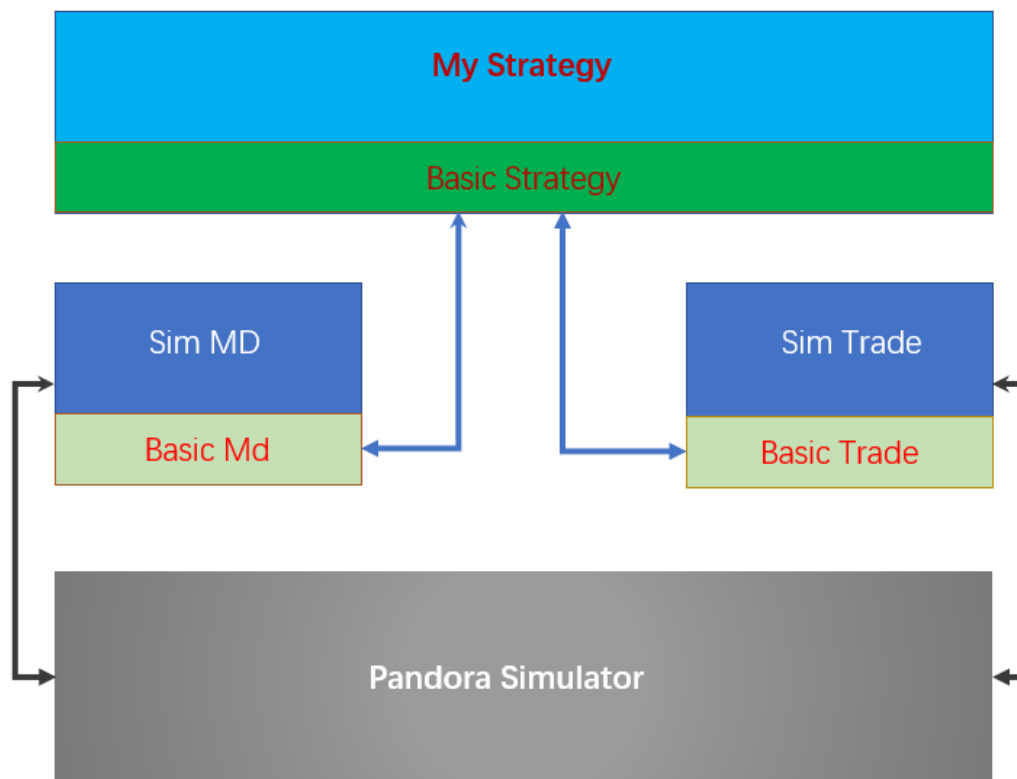 My Strategy
Basic Strategy
Sim MD
Basic Md
Sim Trade
Basic Trade
Pandora Simulator